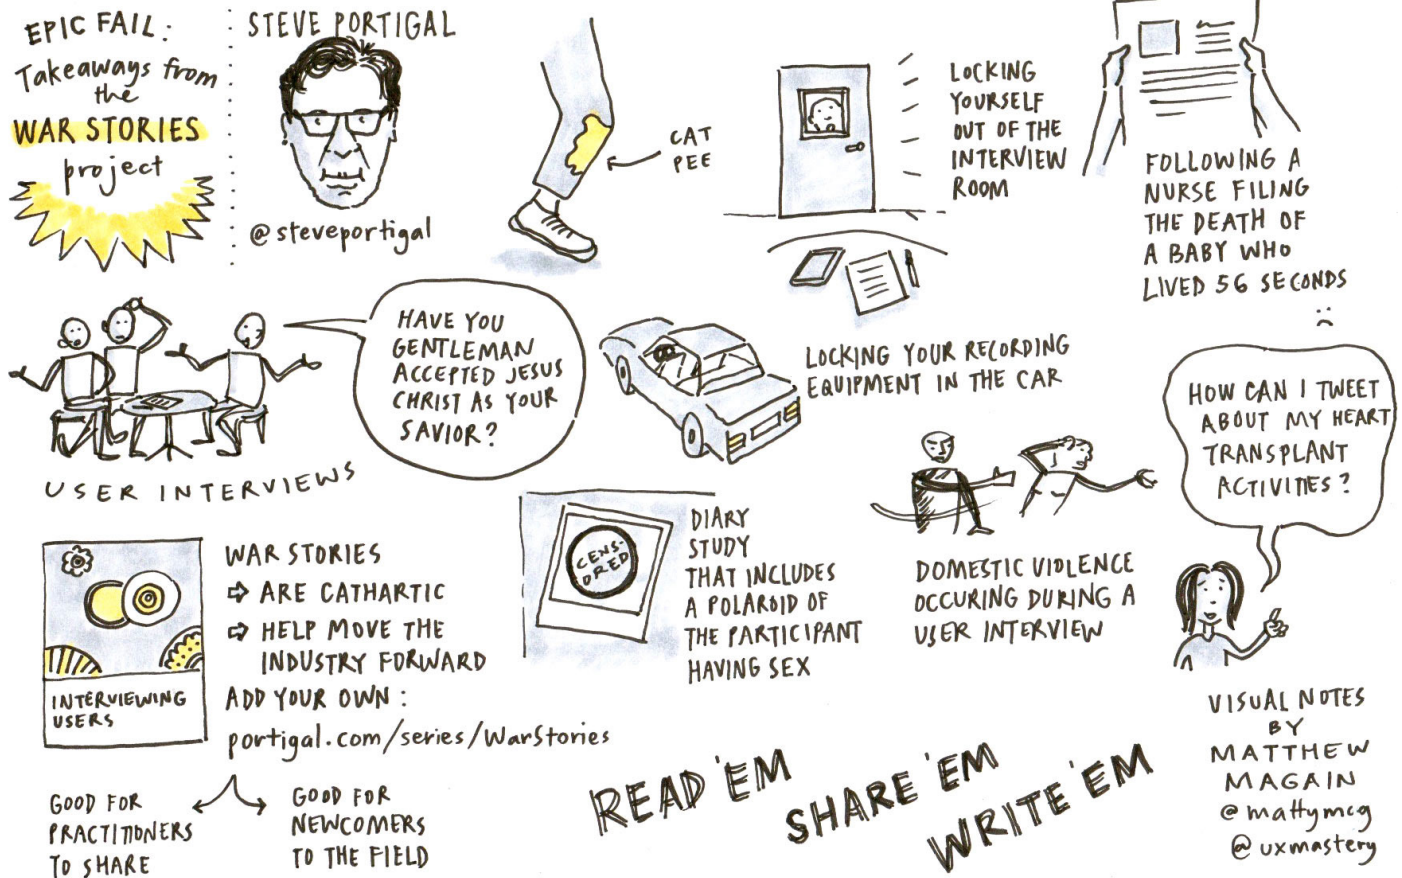 EPIC FAIL:
Takeaways from
the
WAR STORIES
project
STEVE PORTIGAL
@steveportigal
CAT
PEE
LOCKING
YOURSELF
OUT OF THE
INTERVIEW
ROOM
FOLLOWING A
NURSE FILING
THE DEATH OF
A BABY WHO
LIVED 56 SECONDS
:(
HAVE YOU
GENTLEMAN
ACCEPTED JESUS
CHRIST AS YOUR
SAVIOR?
USER INTERVIEWS
LOCKING YOUR RECORDING
EQUIPMENT IN THE CAR
HOW CAN I TWEET
ABOUT MY HEART
TRANSPLANT
ACTIVITIES?
INTERVIEWING
USERS
WAR STORIES
⇨ ARE CATHARTIC
⇨ HELP MOVE THE
INDUSTRY FORWARD
ADD YOUR OWN:
portigal.com/series/WarStories
GOOD FOR
PRACTITIONERS
TO SHARE
GOOD FOR
NEWCOMERS
TO THE FIELD
CENS-
ORED
DIARY
STUDY
THAT INCLUDES
A POLAROID OF
THE PARTICIPANT
HAVING SEX
DOMESTIC VIOLENCE
OCCURING DURING A
USER INTERVIEW
READ 'EM
SHARE 'EM
WRITE 'EM
VISUAL NOTES
BY
MATTHEW
MAGAIN
@mattymcg
@uxmastery